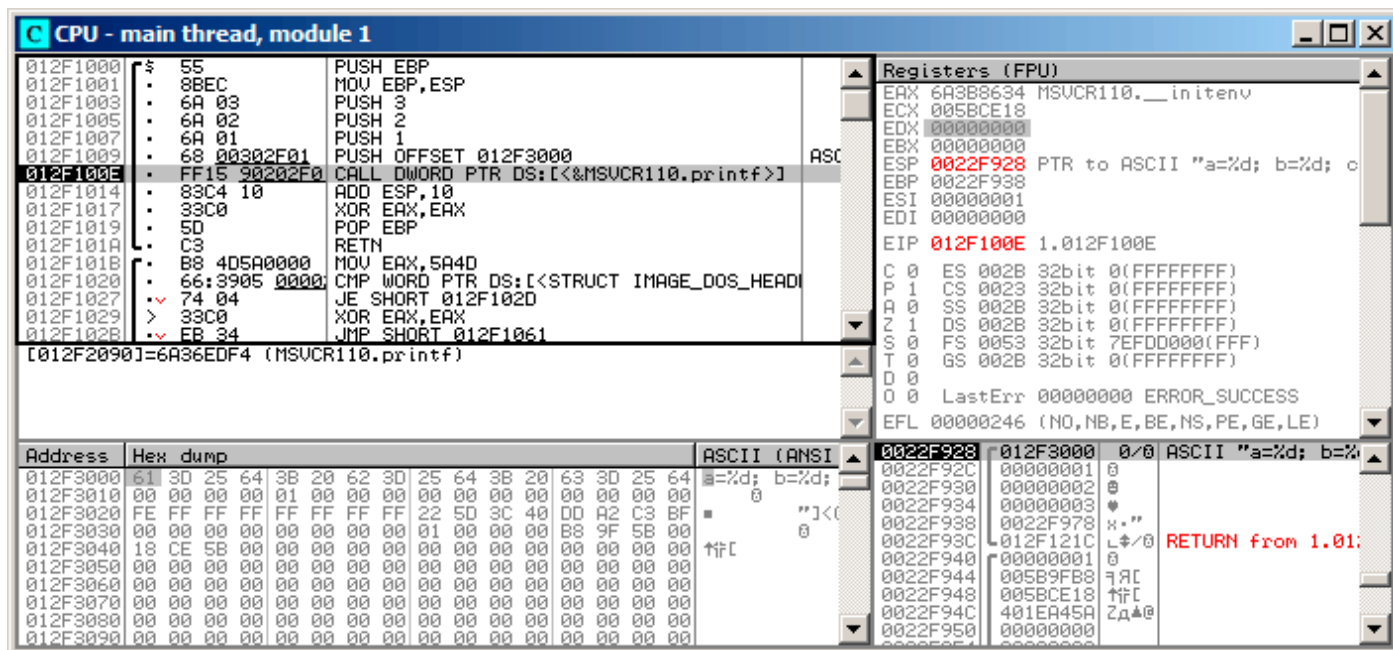 CPU - main thread, module 1
012F1000 $ 55 PUSH EBP
012F1001 . 8BEC MOV EBP,ESP
012F1003 . 6A 03 PUSH 3
012F1005 . 6A 02 PUSH 2
012F1007 . 6A 01 PUSH 1
012F1009 . 68 00302F01 PUSH OFFSET 012F3000 ASC
012F100E . FF15 90202F0 CALL DWORD PTR DS:[<&MSVCR110.printf>]
012F1014 . 83C4 10 ADD ESP,10
012F1017 . 33C0 XOR EAX,EAX
012F1019 . 5D POP EBP
012F101A . C3 RETN
012F101B . B8 4D5A0000 MOV EAX,5A4D
012F1020 . 66:3905 0000 CMP WORD PTR DS:[<STRUCT IMAGE_DOS_HEAD
012F1027 . 74 04 JE SHORT 012F102D
012F1029 > 33C0 XOR EAX,EAX
012F102B . EB 34 JMP SHORT 012F1061
[012F2090]=6A36EDF4 (MSVCR110.printf)
Registers (FPU)
EAX 6A3B8634 MSVCR110.__initenv
ECX 005BCE18
EDX 00000000
EBX 00000000
ESP 0022F928 PTR to ASCII "a=%d; b=%d; c
EBP 0022F938
ESI 00000001
EDI 00000000
EIP 012F100E 1.012F100E
C 0 ES 002B 32bit 0(FFFFFFFF)
P 1 CS 0023 32bit 0(FFFFFFFF)
A 0 SS 002B 32bit 0(FFFFFFFF)
Z 1 DS 002B 32bit 0(FFFFFFFF)
S 0 FS 0053 32bit 7EFDD000(FFF)
T 0 GS 002B 32bit 0(FFFFFFFF)
D 0
O 0 LastErr 00000000 ERROR_SUCCESS
EFL 00000246 (NO,NB,E,BE,NS,PE,GE,LE)
Address Hex dump ASCII (ANSI
012F3000 61 3D 25 64 3B 20 62 3D 25 64 3B 20 63 3D 25 64 a=%d; b=%d;
012F3010 00 00 00 00 01 00 00 00 00 00 00 00 00 00 00 00
012F3020 FE FF FF FF FF FF FF FF 22 5D 3C 40 DD A2 C3 BF "]<
012F3030 00 00 00 00 00 00 00 00 01 00 00 00 B8 9F 5B 00
012F3040 18 CE 5B 00 00 00 00 00 00 00 00 00 00 00 00 00
012F3050 00 00 00 00 00 00 00 00 00 00 00 00 00 00 00 00
012F3060 00 00 00 00 00 00 00 00 00 00 00 00 00 00 00 00
012F3070 00 00 00 00 00 00 00 00 00 00 00 00 00 00 00 00
012F3080 00 00 00 00 00 00 00 00 00 00 00 00 00 00 00 00
012F3090 00 00 00 00 00 00 00 00 00 00 00 00 00 00 00 00
0022F928 012F3000 0/☺ ASCII "a=%d; b=%
0022F92C 00000001 ☺
0022F930 00000002 ☻
0022F934 00000003 ♥
0022F938 0022F978
0022F93C 012F121C RETURN from 1.01
0022F940 00000001 ☺
0022F944 005B9FB8 ╕Я[
0022F948 005BCE18 ↑╬[
0022F94C 401EA45A Zд▲@
0022F950 00000000